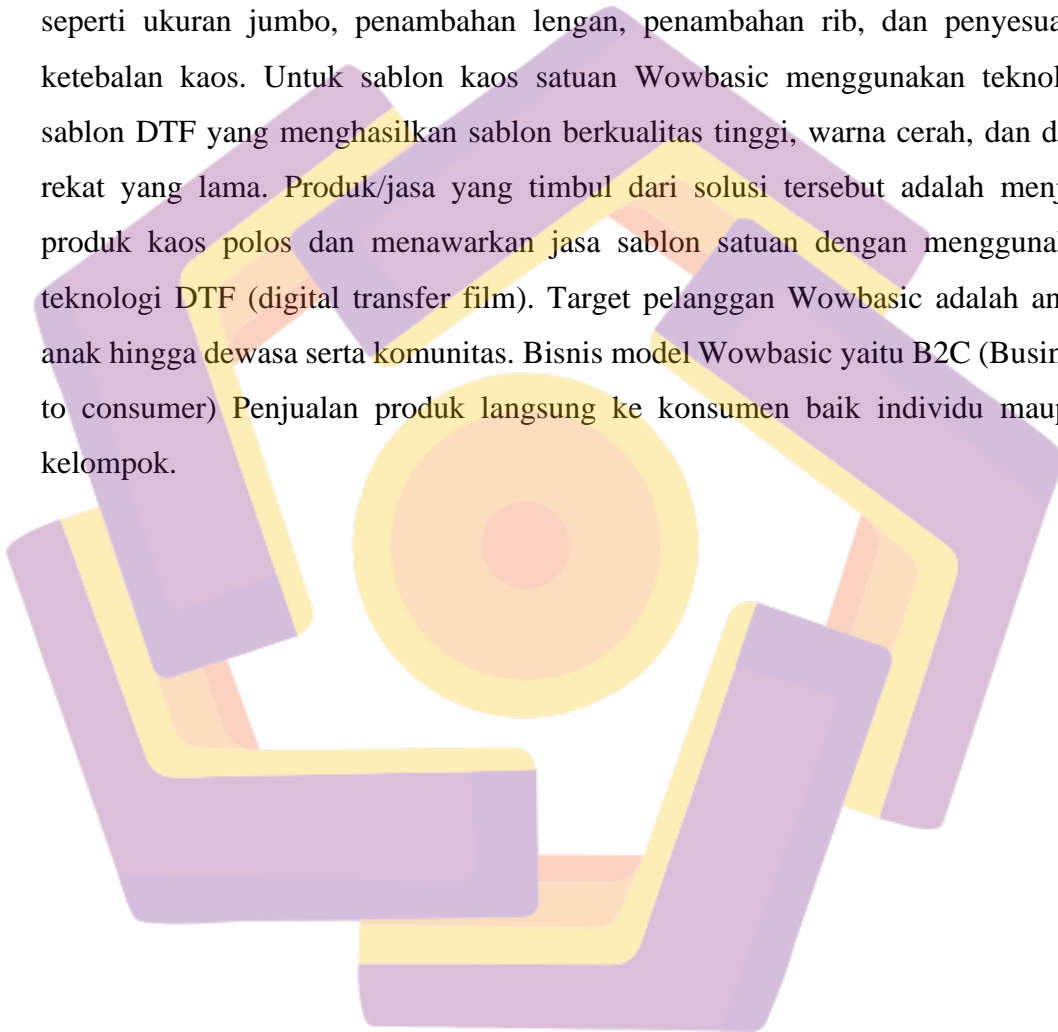 seperti ukuran jumbo, penambahan lengan, penambahan rib, dan penyesua
ketebalan kaos. Untuk sablon kaos satuan Wowbasic menggunakan teknol
sablon DTF yang menghasilkan sablon berkualitas tinggi, warna cerah, dan d
rekat yang lama. Produk/jasa yang timbul dari solusi tersebut adalah menj
produk kaos polos dan menawarkan jasa sablon satuan dengan menggunal
teknologi DTF (digital transfer film). Target pelanggan Wowbasic adalah an
anak hingga dewasa serta komunitas. Bisnis model Wowbasic yaitu B2C (Busin
to consumer) Penjualan produk langsung ke konsumen baik individu maup
kelompok.